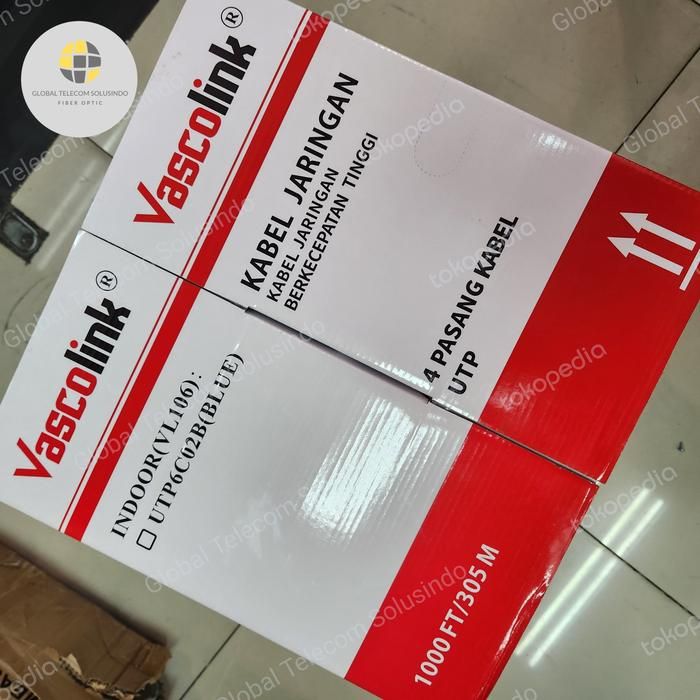 GLOBAL TELECOM SOLUSINDO
FIBER OPTIC
Vascolink®
KABEL JARINGAN
KABEL JARINGAN
BERKECEPATAN TINGGI
4 PASANG KABEL
UTP
Vascolink®
INDOOR(VL106):
UTP6C02B(BLUE)
1000 FT/305 M
tokopedia
Global Telecom Solusindo